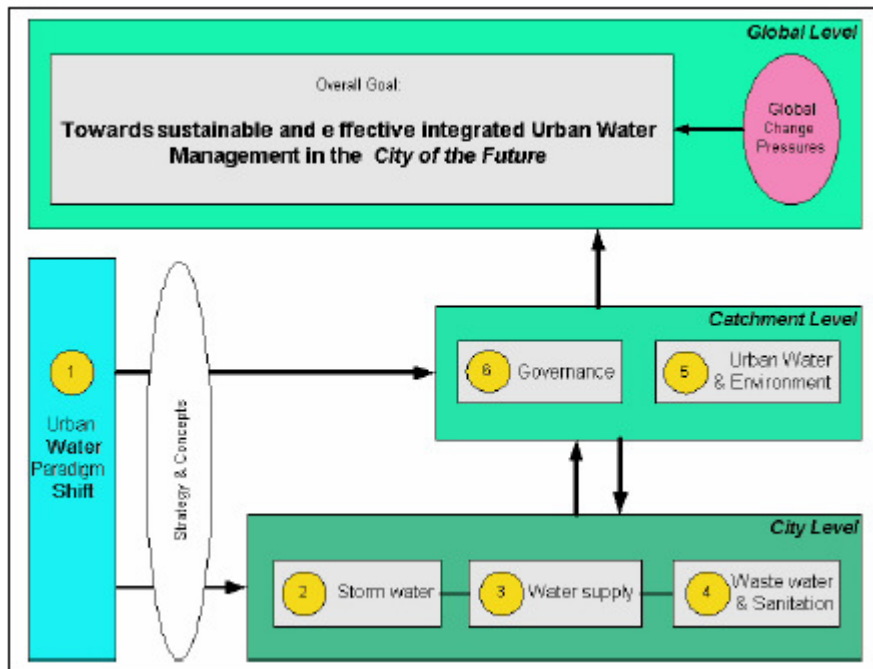 Global Level
Overall Goal:
Towards sustainable and effective integrated Urban Water
Management in the City of the Future
Global
Change
Pressures
Catchment Level
6
Governance
5
Urban Water
& Environment
1
Urban
Water
Paradigm
Shift
Strategy & Concepts
City Level
2
Storm water
3
Water supply
4
Waste water
& Sanitation